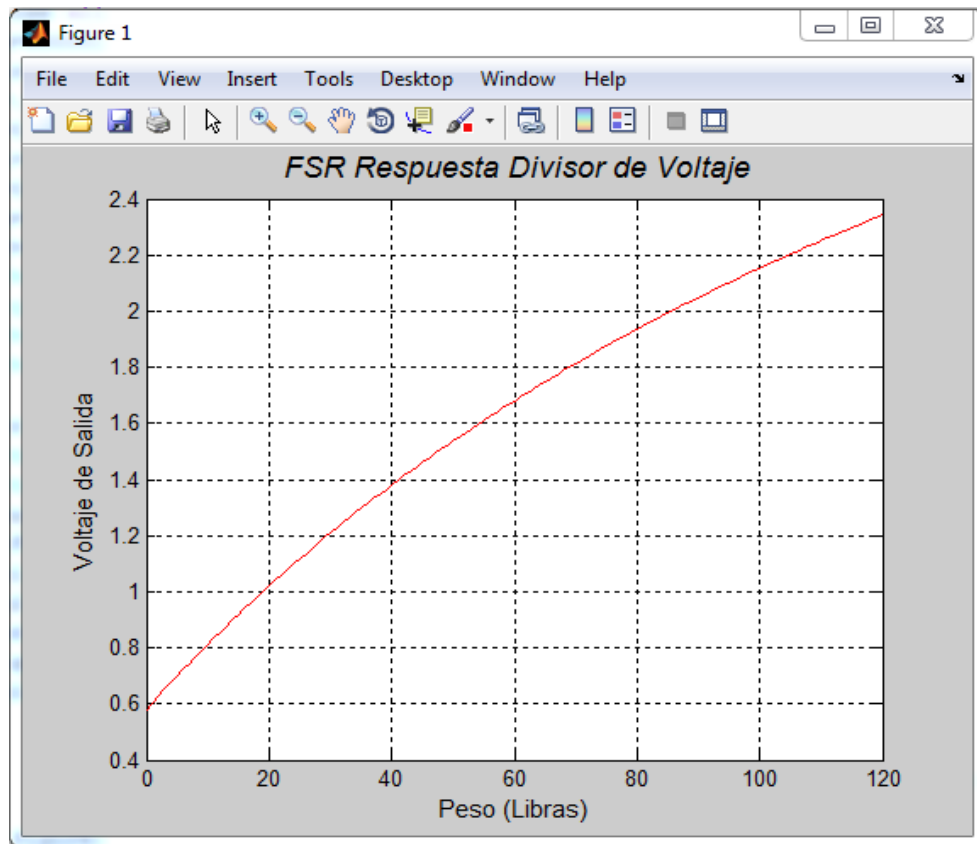 Figure 1
File Edit View Insert Tools Desktop Window Help
FSR Respuesta Divisor de Voltaje
2.4
2.2
2
1.8
1.6
1.4
1.2
1
0.8
0.6
0.4
Voltaje de Salida
0 20 40 60 80 100 120
Peso (Libras)